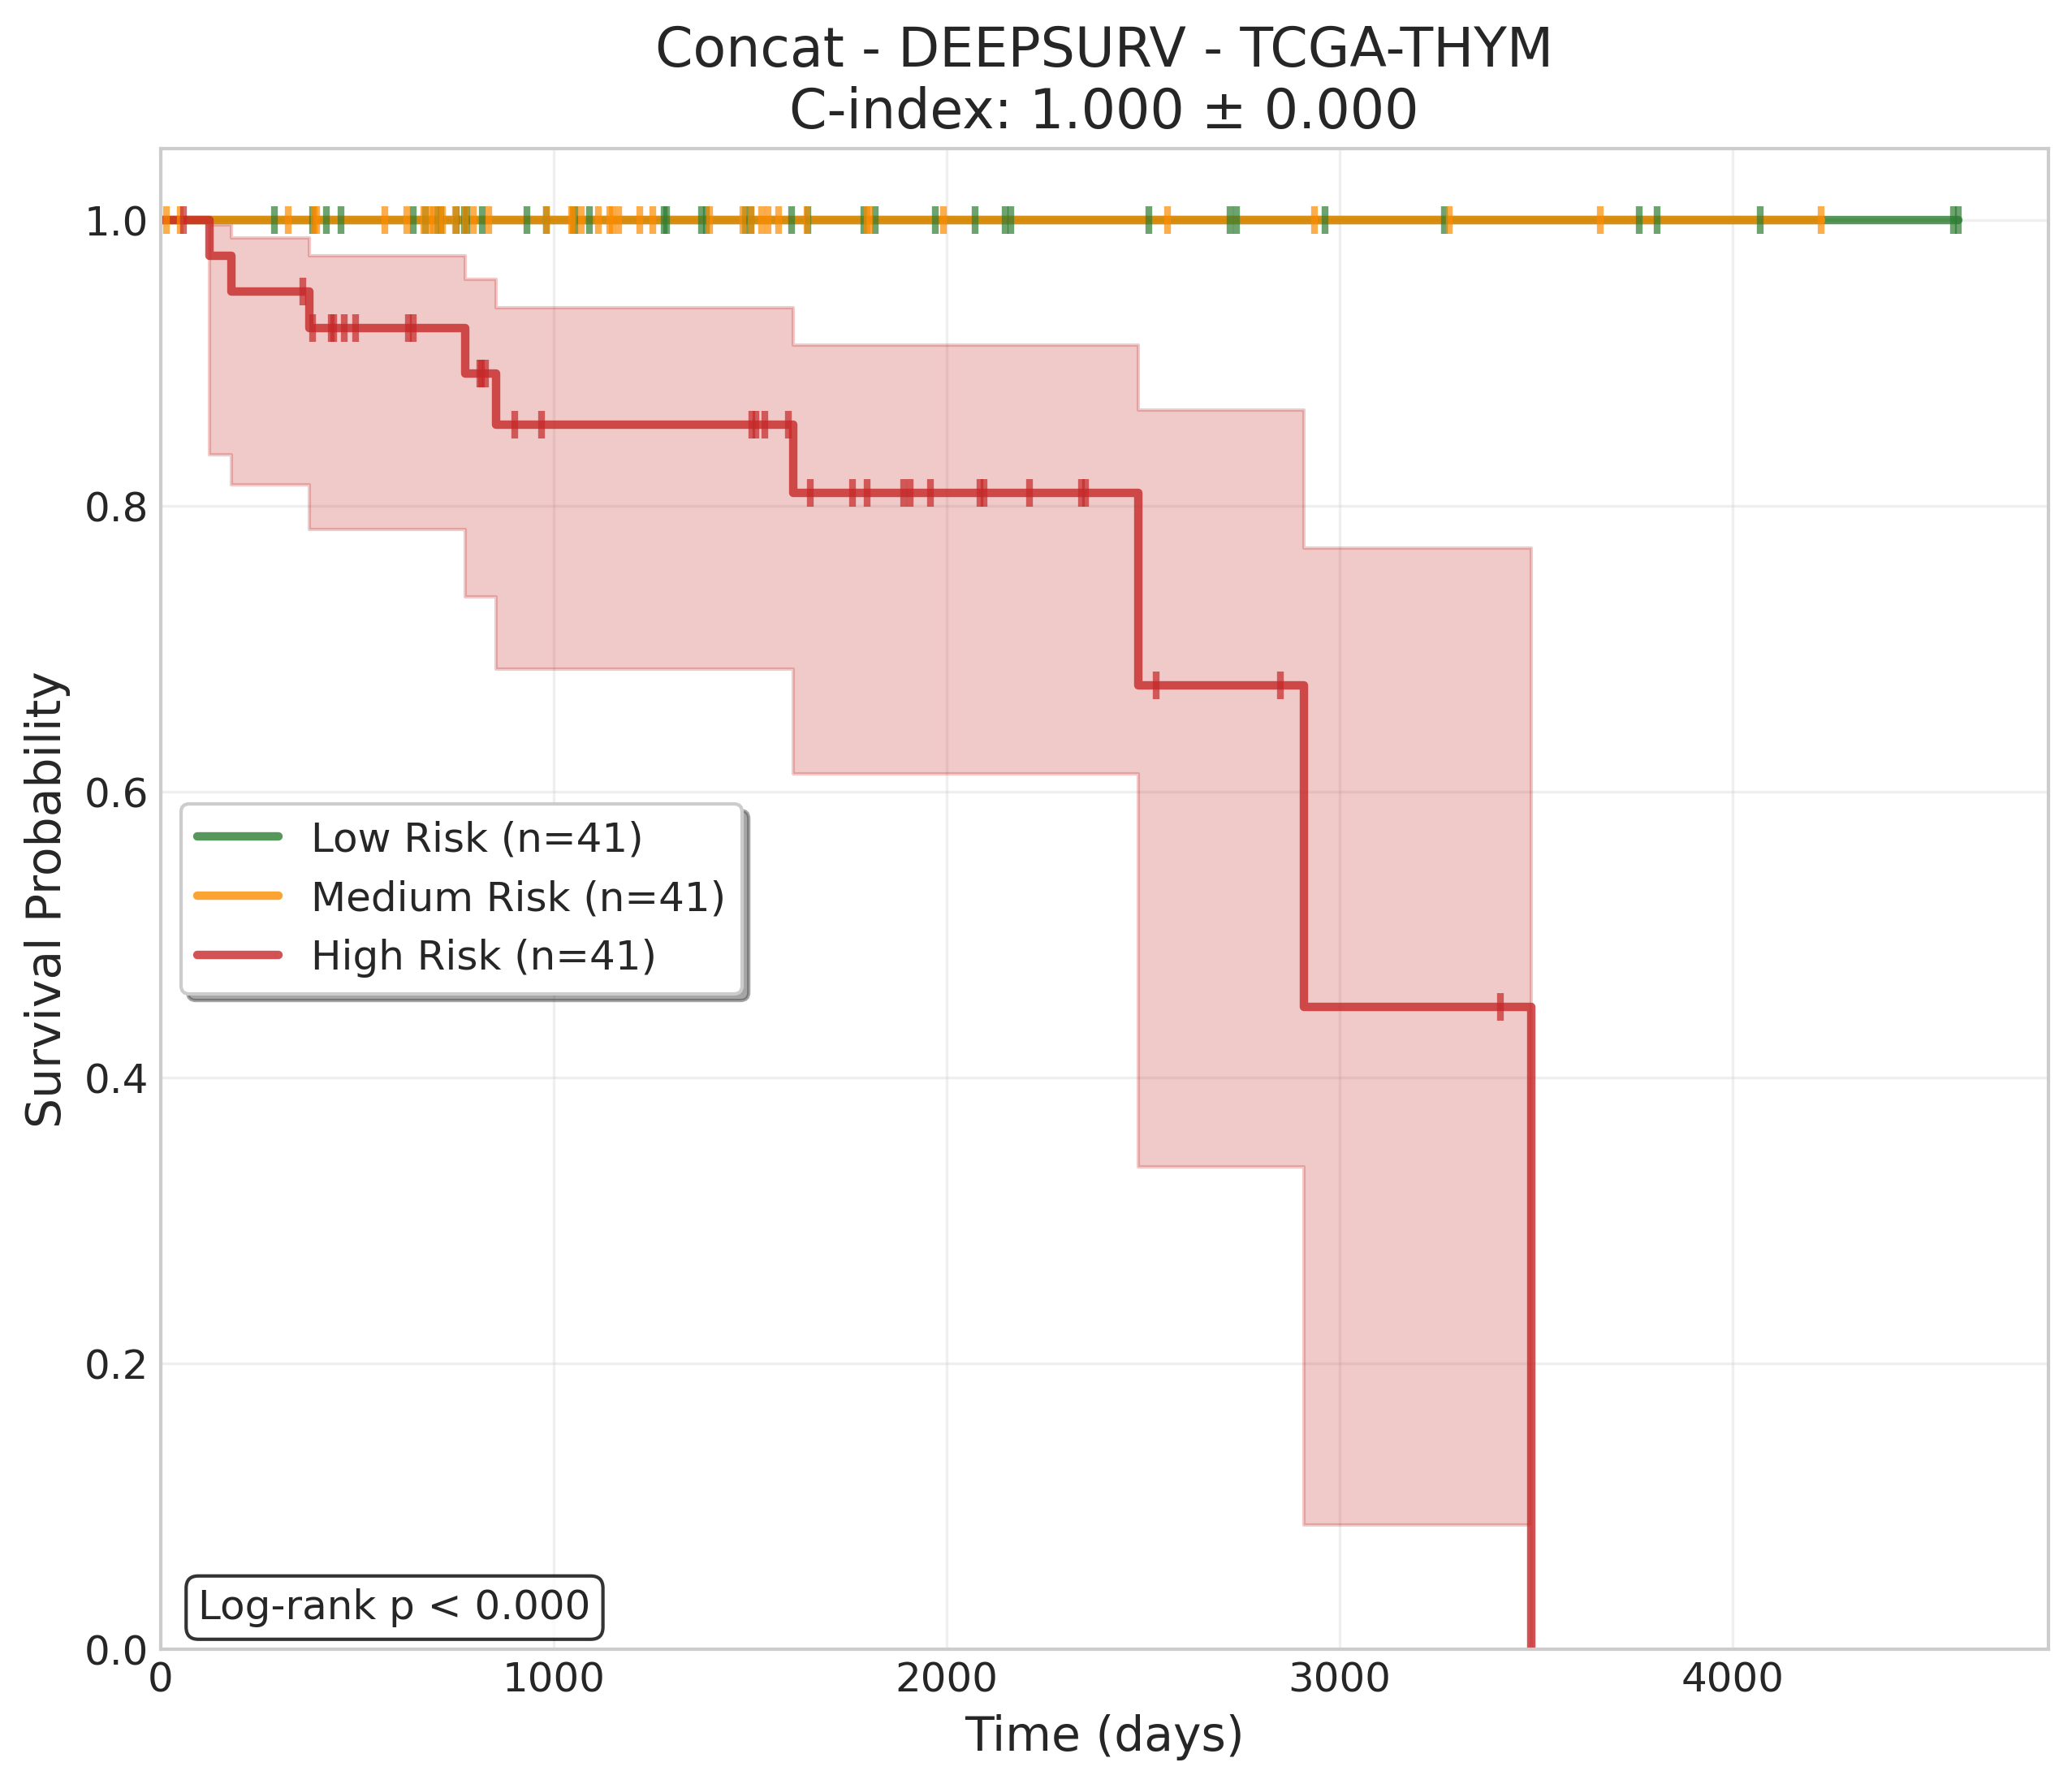 Concat - DEEPSURV - TCGA-THYM
C-index: 1.000 ± 0.000
Survival Probability
1.0
0.8
0.6
0.4
0.2
0.0
Low Risk (n=41)
Medium Risk (n=41)
High Risk (n=41)
Log-rank p < 0.000
0 1000 2000 3000 4000
Time (days)